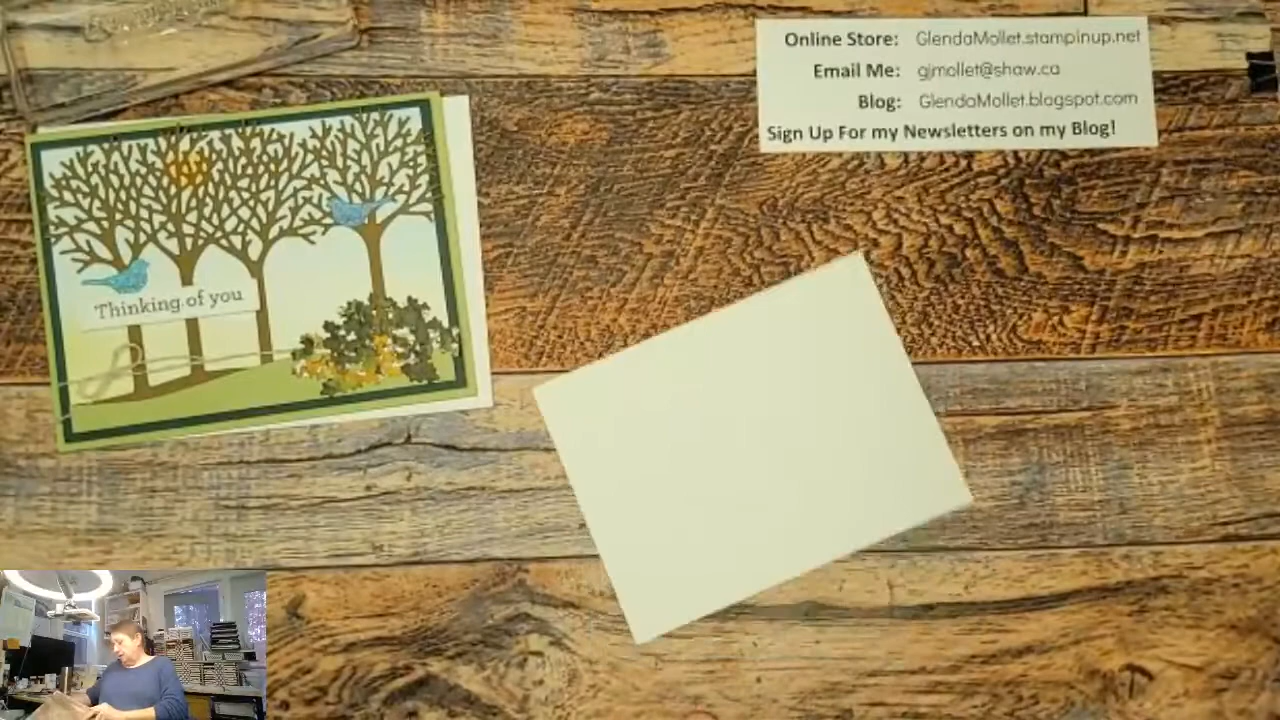 Online Store: GlendaMollet.stampinup.net
Email Me: gjmollet@shaw.ca
Blog: GlendaMollet.blogspot.com
Sign Up For my Newsletters on my Blog!
Thinking of you